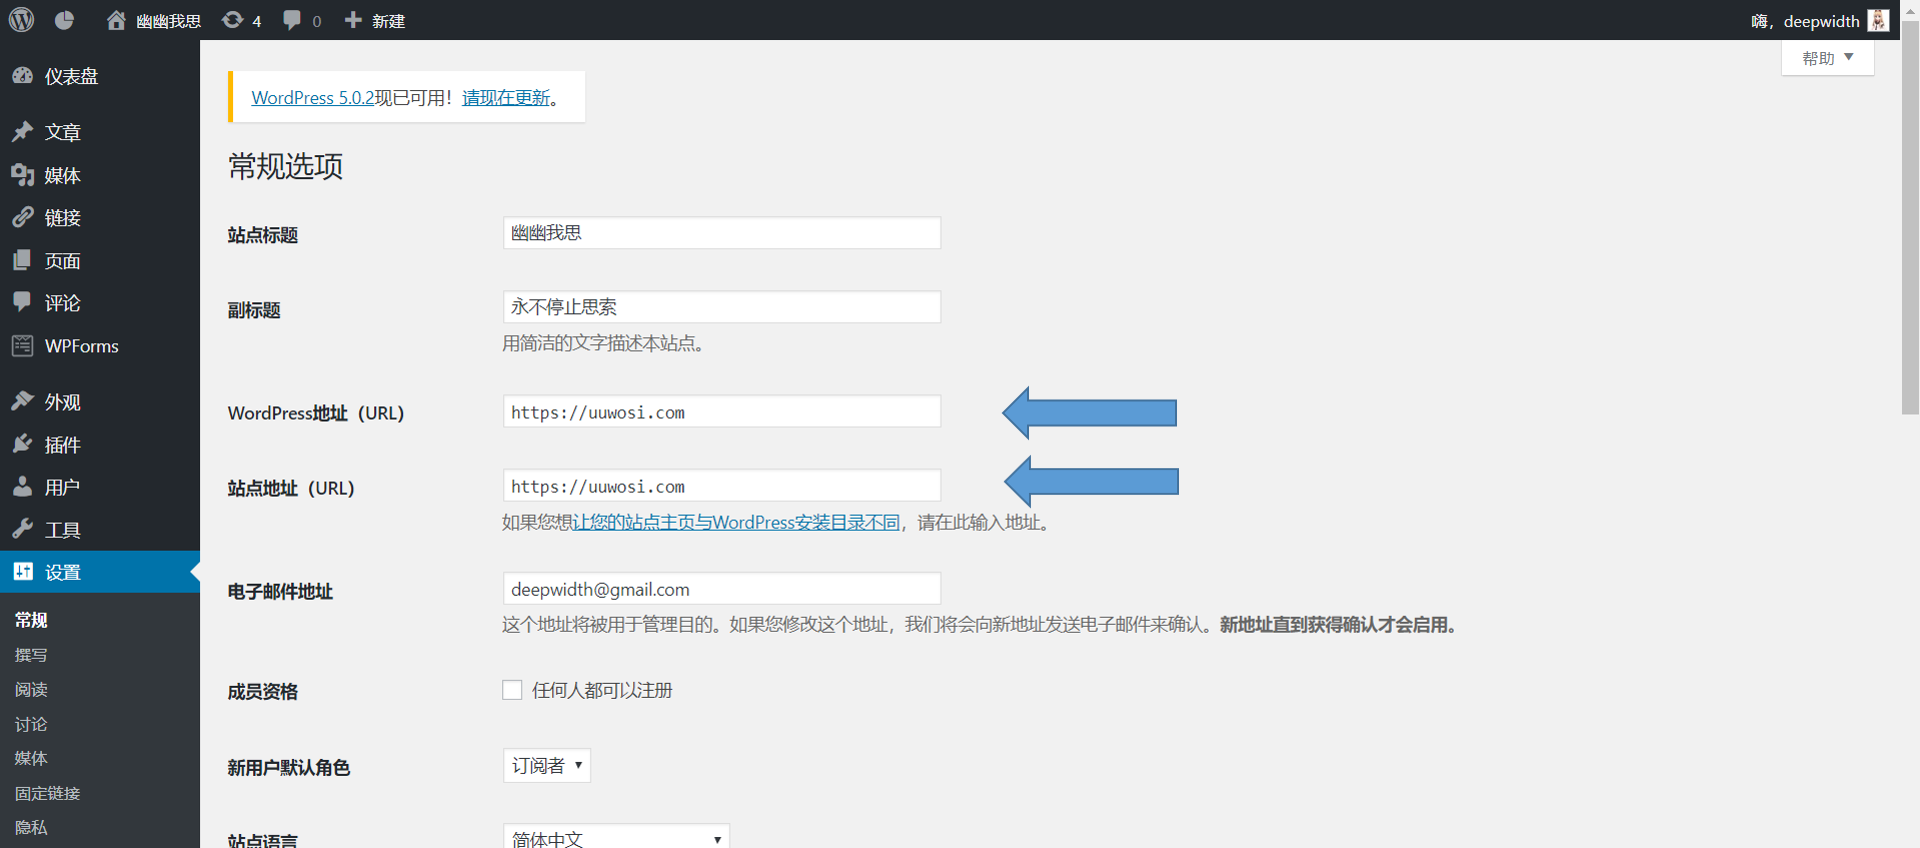 幽幽我思 4 0 新建 嗨，deepwidth
帮助
仪表盘
文章
媒体
链接
页面
评论
WPForms
外观
插件
用户
工具
设置
常规
撰写
阅读
讨论
媒体
固定链接
隐私
WordPress 5.0.2现已可用！请现在更新。
常规选项
站点标题 幽幽我思
副标题 永不停止思索
用简洁的文字描述本站点。
WordPress地址（URL） https://uuwosi.com
站点地址（URL） https://uuwosi.com
如果您想让您的站点主页与WordPress安装目录不同，请在此输入地址。
电子邮件地址 deepwidth@gmail.com
这个地址将被用于管理目的。如果您修改这个地址，我们将会向新地址发送电子邮件来确认。新地址直到获得确认才会启用。
成员资格 任何人都可以注册
新用户默认角色 订阅者
站点语言 简体中文